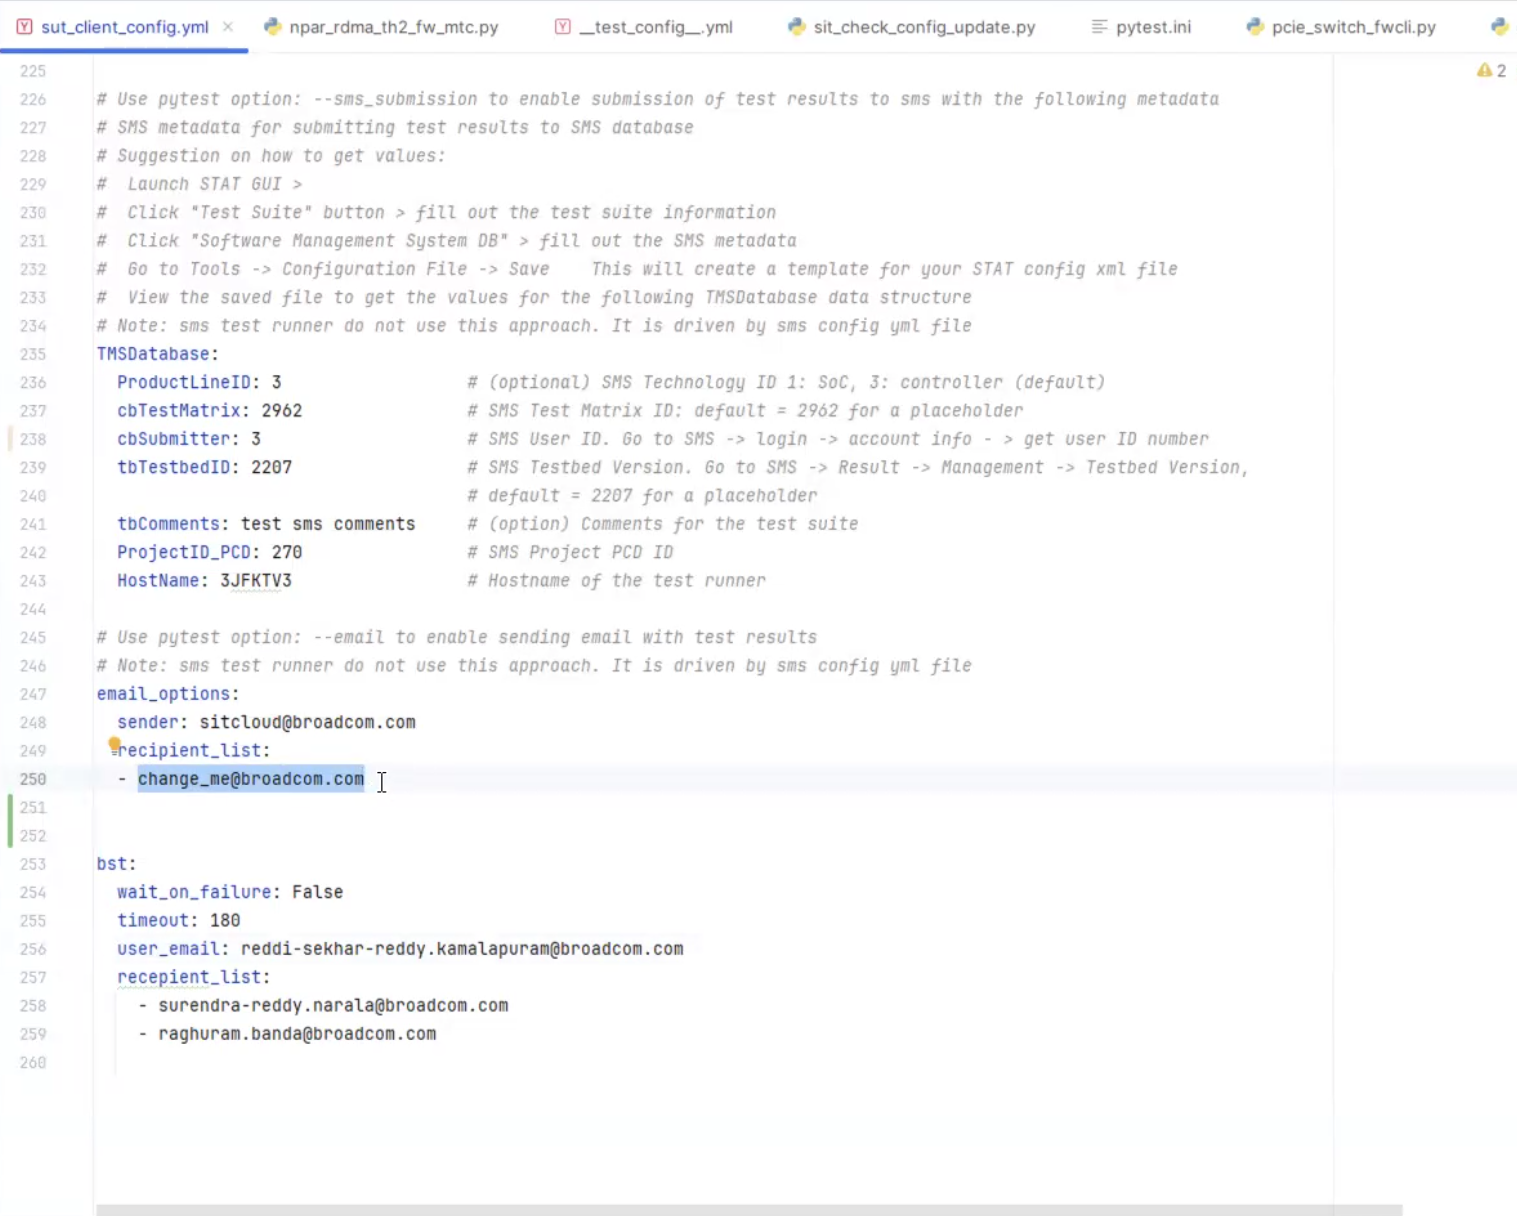 sut_client_config.yml npar_rdma_th2_fw_mtc.py __test_config__.yml sit_check_config_update.py pytest.ini pcie_switch_fwcli.py
225
2
226 # Use pytest option: --sms_submission to enable submission of test results to sms with the following metadata
227 # SMS metadata for submitting test results to SMS database
228 # Suggestion on how to get values:
229 #  Launch STAT GUI >
230 #  Click "Test Suite" button > fill out the test suite information
231 #  Click "Software Management System DB" > fill out the SMS metadata
232 #  Go to Tools -> Configuration File -> Save    This will create a template for your STAT config xml file
233 #  View the saved file to get the values for the following TMSDatabase data structure
234 # Note: sms test runner do not use this approach. It is driven by sms config yml file
235 TMSDatabase:
236   ProductLineID: 3                  # (optional) SMS Technology ID 1: SoC, 3: controller (default)
237   cbTestMatrix: 2962                # SMS Test Matrix ID: default = 2962 for a placeholder
238   cbSubmitter: 3                    # SMS User ID. Go to SMS -> login -> account info - > get user ID number
239   tbTestbedID: 2207                 # SMS Testbed Version. Go to SMS -> Result -> Management -> Testbed Version,
240                                     # default = 2207 for a placeholder
241   tbComments: test sms comments     # (option) Comments for the test suite
242   ProjectID_PCD: 270                # SMS Project PCD ID
243   HostName: 3JFKTV3                 # Hostname of the test runner
244
245 # Use pytest option: --email to enable sending email with test results
246 # Note: sms test runner do not use this approach. It is driven by sms config yml file
247 email_options:
248   sender: sitcloud@broadcom.com
249   recipient_list:
250   - change_me@broadcom.com
251
252
253 bst:
254   wait_on_failure: False
255   timeout: 180
256   user_email: reddi-sekhar-reddy.kamalapuram@broadcom.com
257   recepient_list:
258     - surendra-reddy.narala@broadcom.com
259     - raghuram.banda@broadcom.com
260